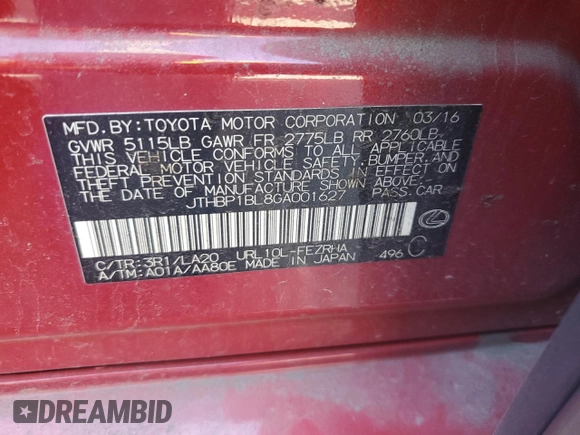 MFD.BY:TOYOTA MOTOR CORPORATION 03/16
GVWR 5115LB GAWR FR 2775LB RR 2760LB
THIS VEHICLE CONFORMS TO ALL APPLICABLE
FEDERAL MOTOR VEHICLE SAFETY,BUMPER,AND
THEFT PREVENTION STANDARDS IN EFFECT ON
THE DATE OF MANUFACTURE SHOWN ABOVE.
JTHBP1BL8GA001627 PASS.CAR
C/TR:3R1/LA20 URL10L-FEZRHA
A/TM:A01A/AA80E MADE IN JAPAN 496 C
DREAMBID